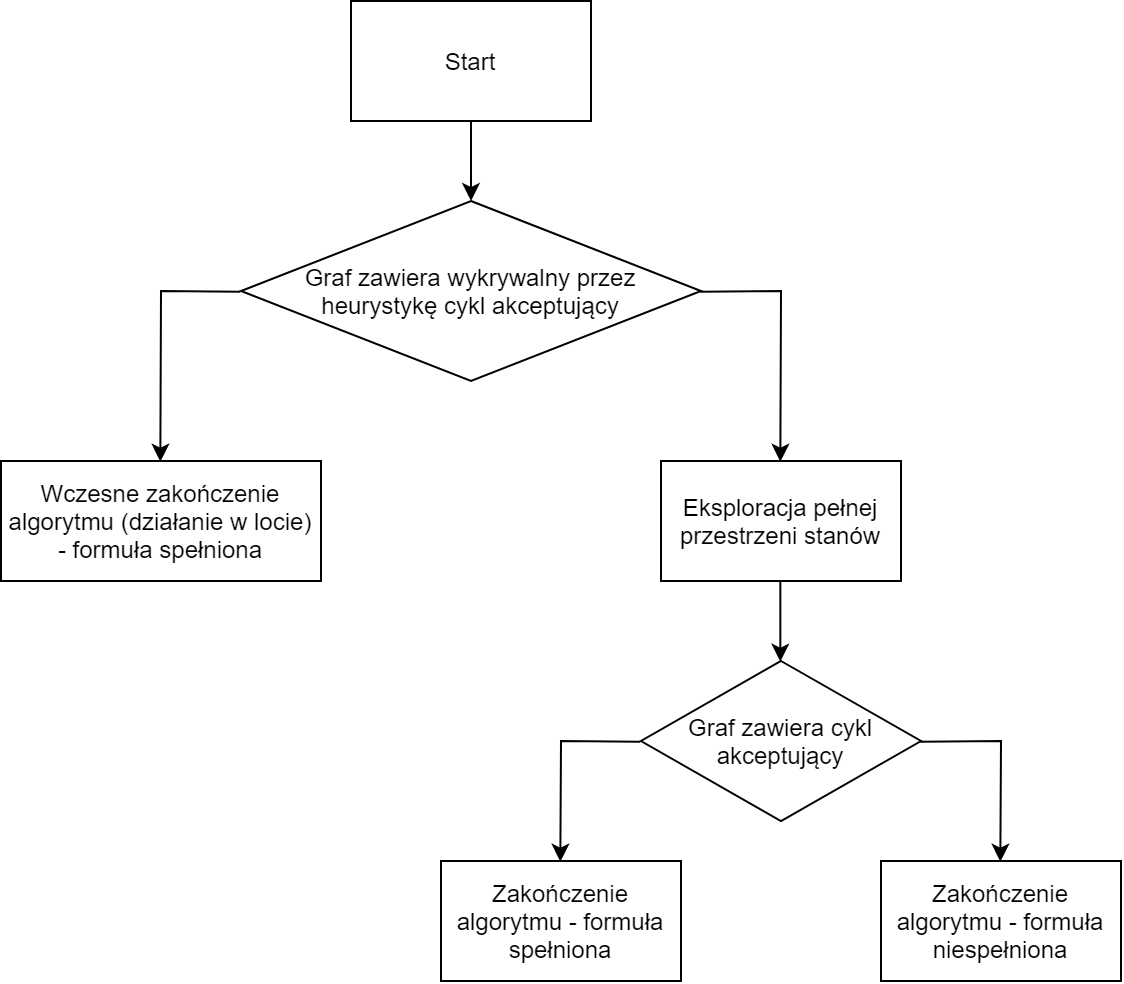 Start
Graf zawiera wykrywalny przez
heurystykę cykl akceptujący
Wczesne zakończenie
algorytmu (działanie w locie)
- formuła spełniona
Eksploracja pełnej
przestrzeni stanów
Graf zawiera cykl
akceptujący
Zakończenie
algorytmu - formuła
spełniona
Zakończenie
algorytmu - formuła
niespełniona